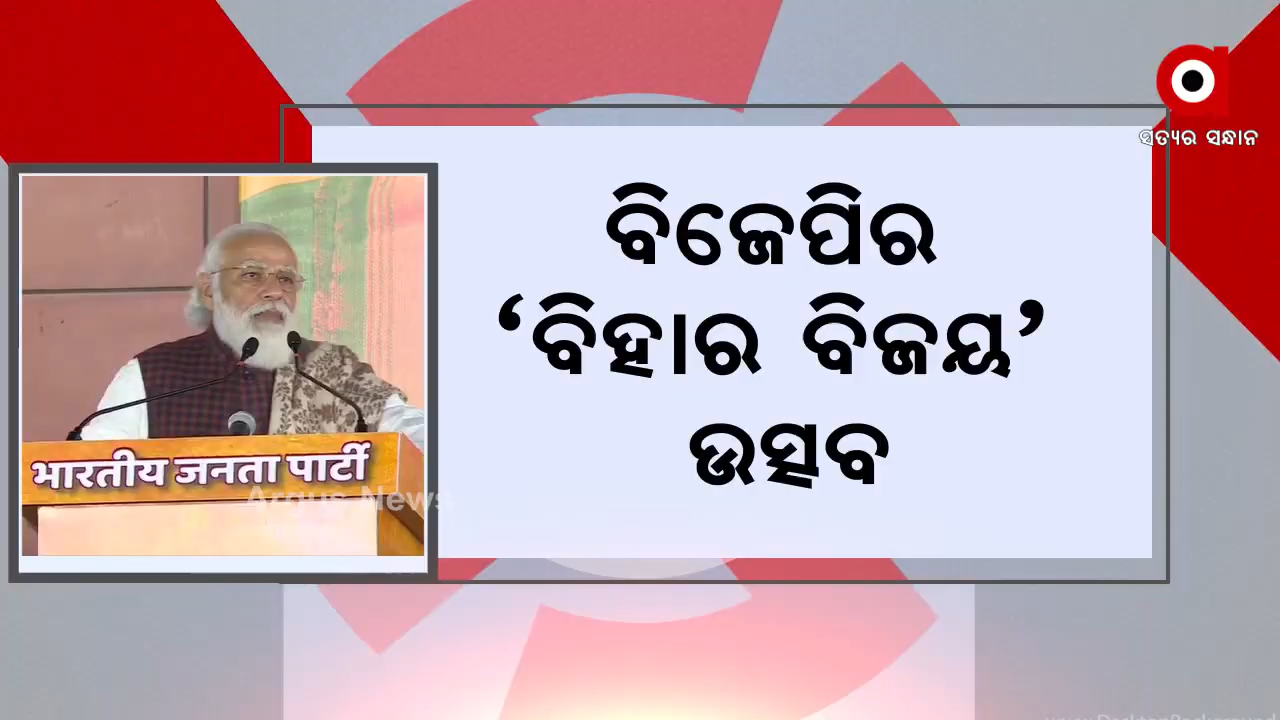 ସତ୍ୟର ସନ୍ଧାନ
ବିଜେପିର
‘ବିହାର ବିଜୟ’
ଉତ୍ସବ
भारतीय जनता पार्टी
Argus News